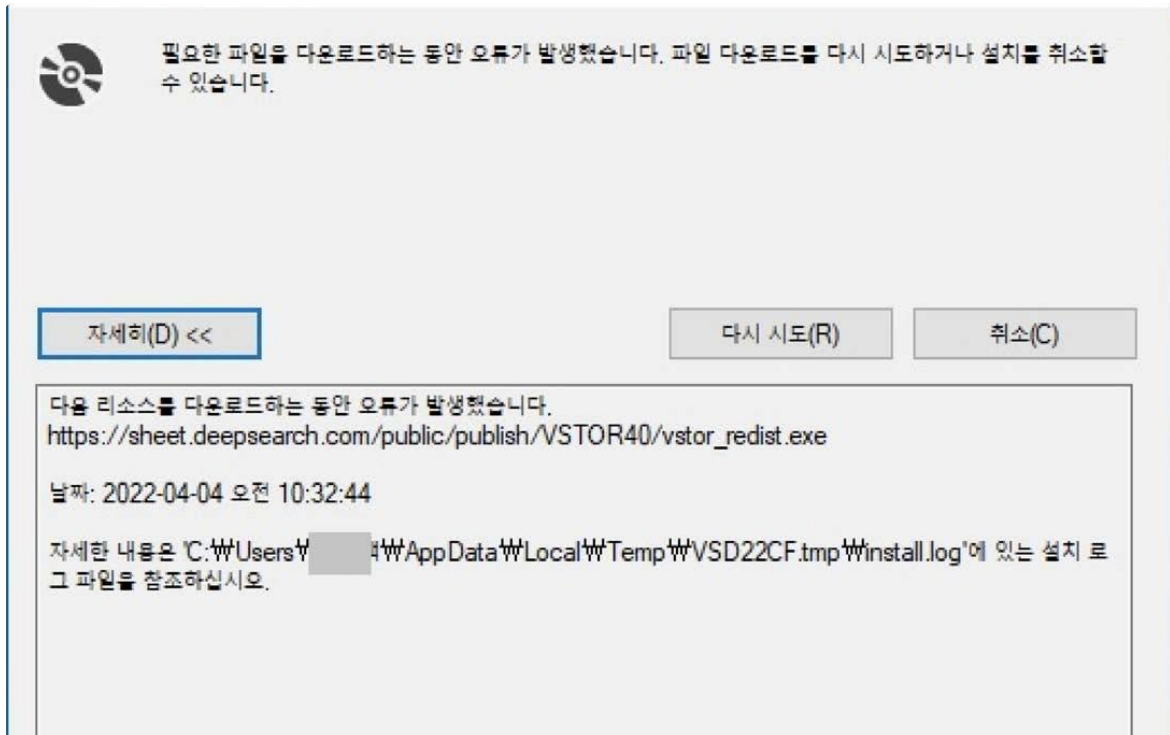 필요한 파일을 다운로드하는 동안 오류가 발생했습니다. 파일 다운로드를 다시 시도하거나 설치를 취소할
수 있습니다.
자세히(D) <<
다시 시도(R)
취소(C)
다음 리소스를 다운로드하는 동안 오류가 발생했습니다.
https://sheet.deepsearch.com/public/publish/VSTOR40/vstor_redist.exe
날짜: 2022-04-04 오전 10:32:44
자세한 내용은 'C:₩Users₩ ₩AppData₩Local₩Temp₩VSD22CF.tmp₩install.log'에 있는 설치 로
그 파일을 참조하십시오.